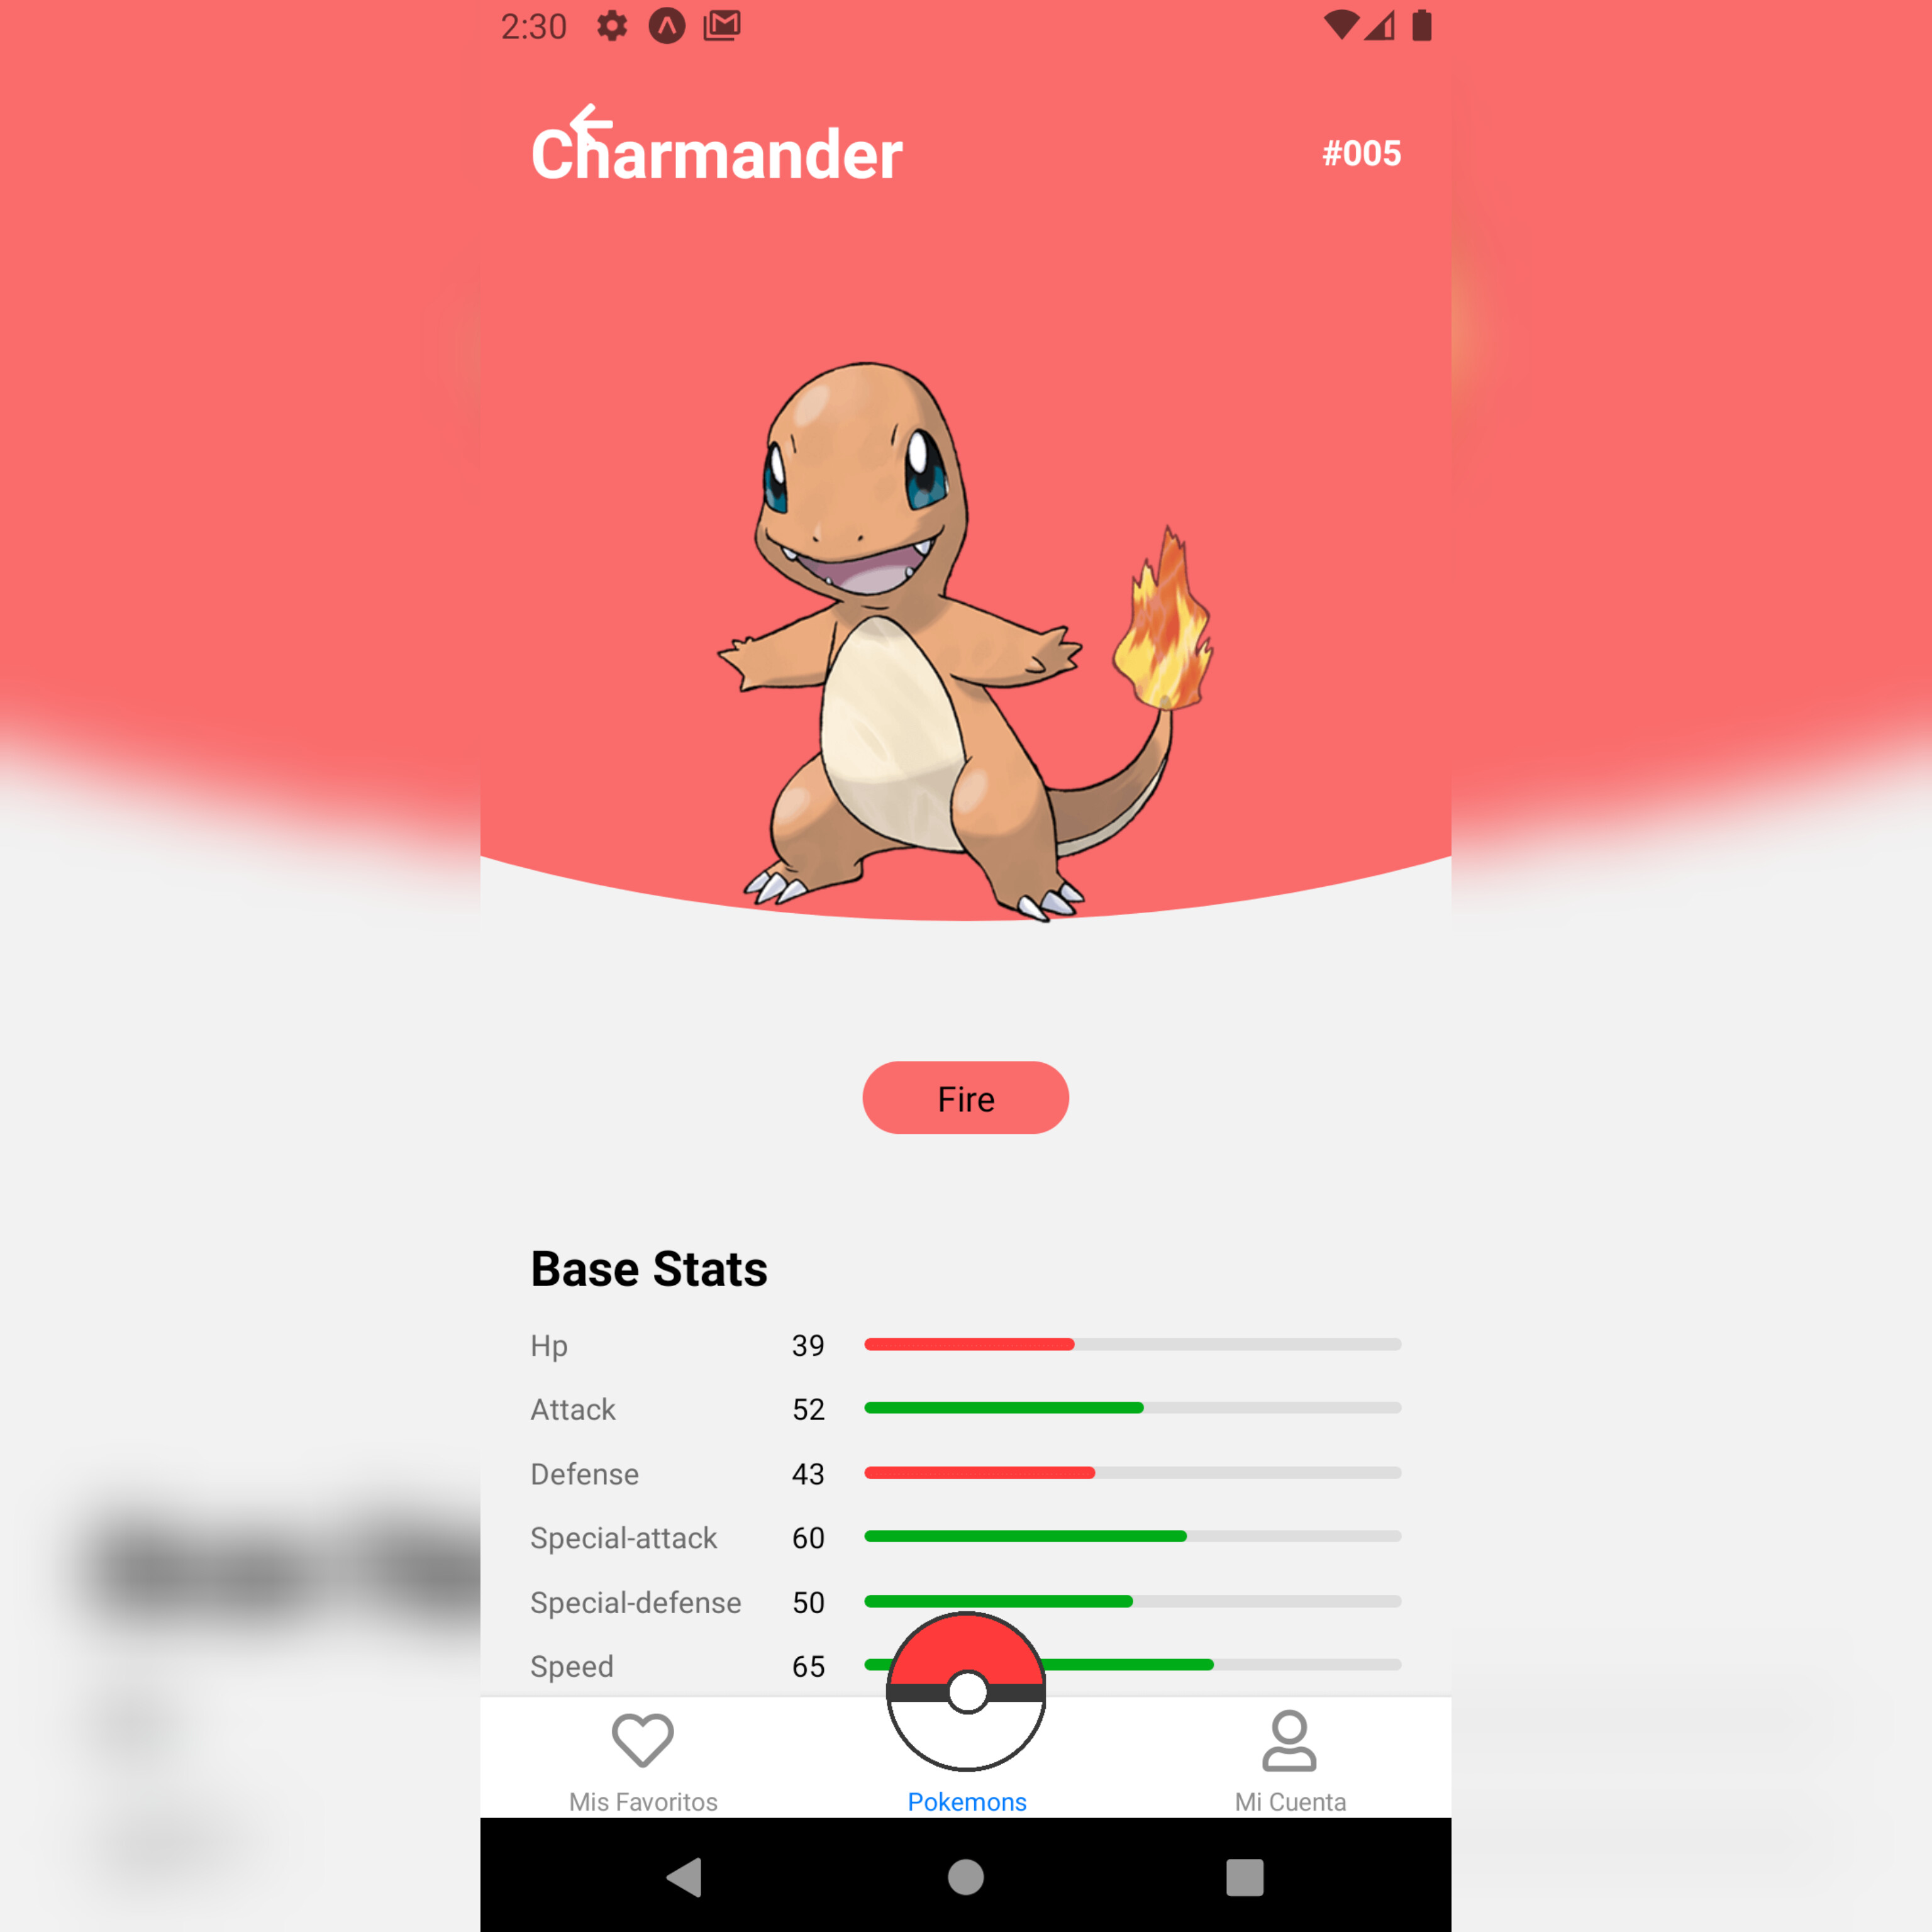 2:30
Charmander
#005
Fire
Base Stats
Hp 39
Attack 52
Defense 43
Special-attack 60
Special-defense 50
Speed 65
Mis Favoritos Pokemons Mi Cuenta